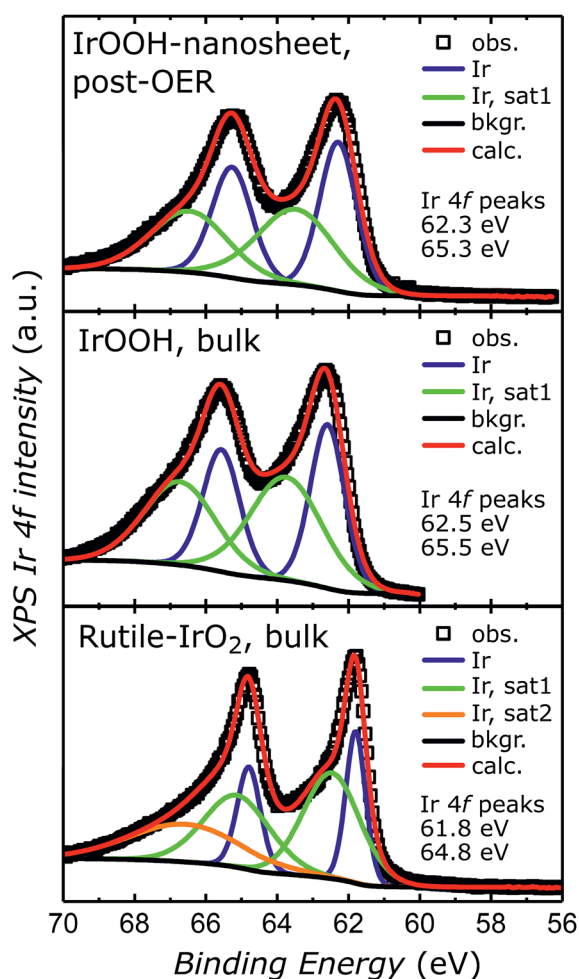 IrOOH-nanosheet,
post-OER
obs.
Ir
Ir, sat1
bkgr.
calc.
Ir 4f peaks
62.3 eV
65.3 eV
IrOOH, bulk
obs.
Ir
Ir, sat1
bkgr.
calc.
Ir 4f peaks
62.5 eV
65.5 eV
Rutile-IrO₂, bulk
obs.
Ir
Ir, sat1
Ir, sat2
bkgr.
calc.
Ir 4f peaks
61.8 eV
64.8 eV
XPS Ir 4f intensity (a.u.)
70 68 66 64 62 60 58 56
Binding Energy (eV)